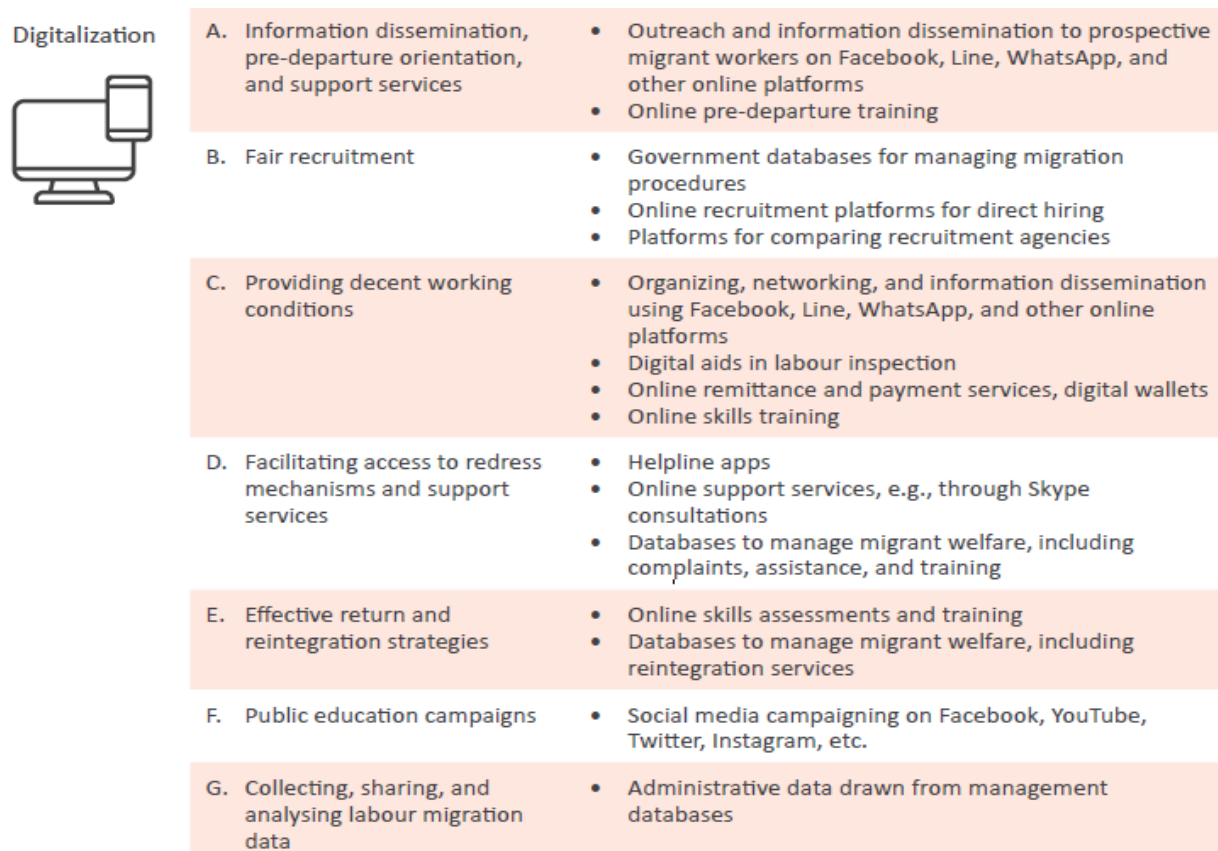 Digitalization
A. Information dissemination,
pre-departure orientation,
and support services
• Outreach and information dissemination to prospective
migrant workers on Facebook, Line, WhatsApp, and
other online platforms
• Online pre-departure training
B. Fair recruitment
• Government databases for managing migration
procedures
• Online recruitment platforms for direct hiring
• Platforms for comparing recruitment agencies
C. Providing decent working
conditions
• Organizing, networking, and information dissemination
using Facebook, Line, WhatsApp, and other online
platforms
• Digital aids in labour inspection
• Online remittance and payment services, digital wallets
• Online skills training
D. Facilitating access to redress
mechanisms and support
services
• Helpline apps
• Online support services, e.g., through Skype
consultations
• Databases to manage migrant welfare, including
complaints, assistance, and training
E. Effective return and
reintegration strategies
• Online skills assessments and training
• Databases to manage migrant welfare, including
reintegration services
F. Public education campaigns
• Social media campaigning on Facebook, YouTube,
Twitter, Instagram, etc.
G. Collecting, sharing, and
analysing labour migration
data
• Administrative data drawn from management
databases